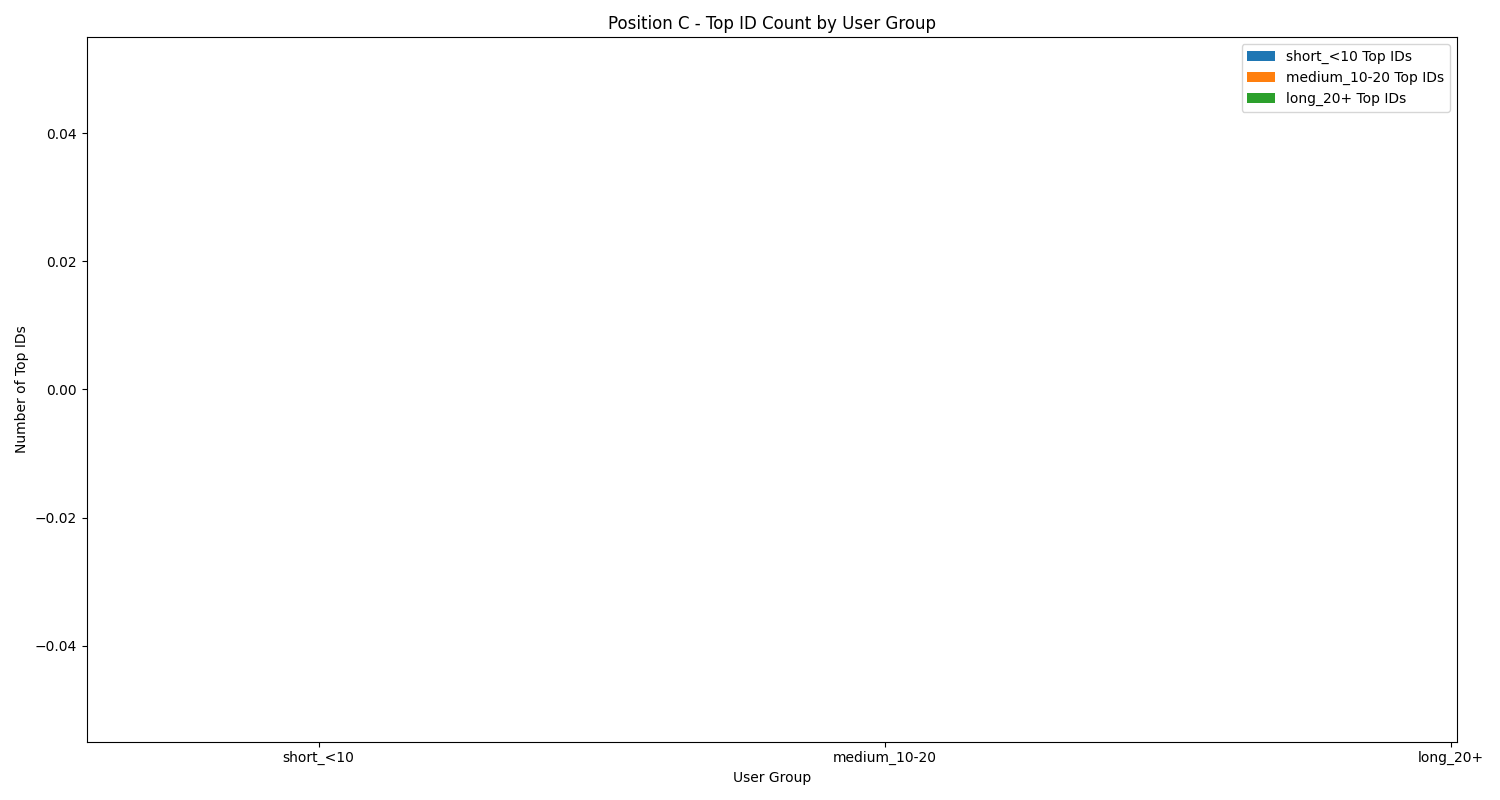 Position C - Top ID Count by User Group
short_<10 Top IDs
medium_10-20 Top IDs
long_20+ Top IDs
0.04
0.02
0.00
−0.02
−0.04
Number of Top IDs
short_<10
medium_10-20
long_20+
User Group